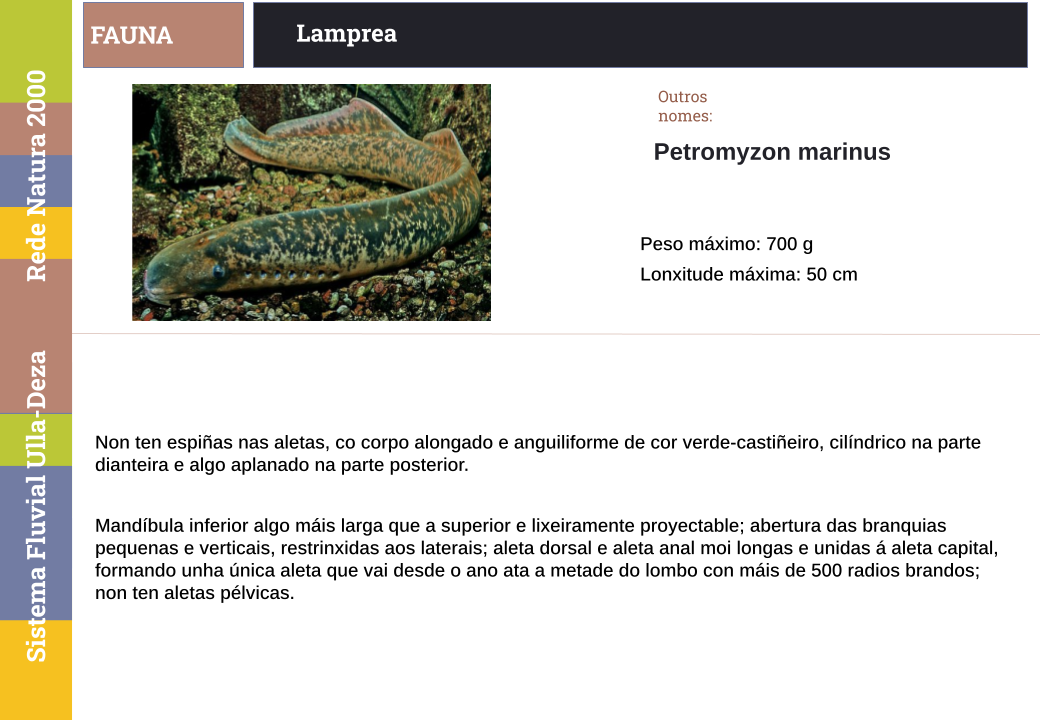 FAUNA
Lamprea
Outros
nomes:
Petromyzon marinus
Peso máximo: 700 g
Lonxitude máxima: 50 cm
Non ten espiñas nas aletas, co corpo alongado e anguiliforme de cor verde-castiñeiro, cilíndrico na parte
dianteira e algo aplanado na parte posterior.
Mandíbula inferior algo máis larga que a superior e lixeiramente proyectable; abertura das branquias
pequenas e verticais, restrinxidas aos laterais; aleta dorsal e aleta anal moi longas e unidas á aleta capital,
formando unha única aleta que vai desde o ano ata a metade do lombo con máis de 500 radios brandos;
non ten aletas pélvicas.
Sistema Fluvial Ulla-Deza Rede Natura 2000